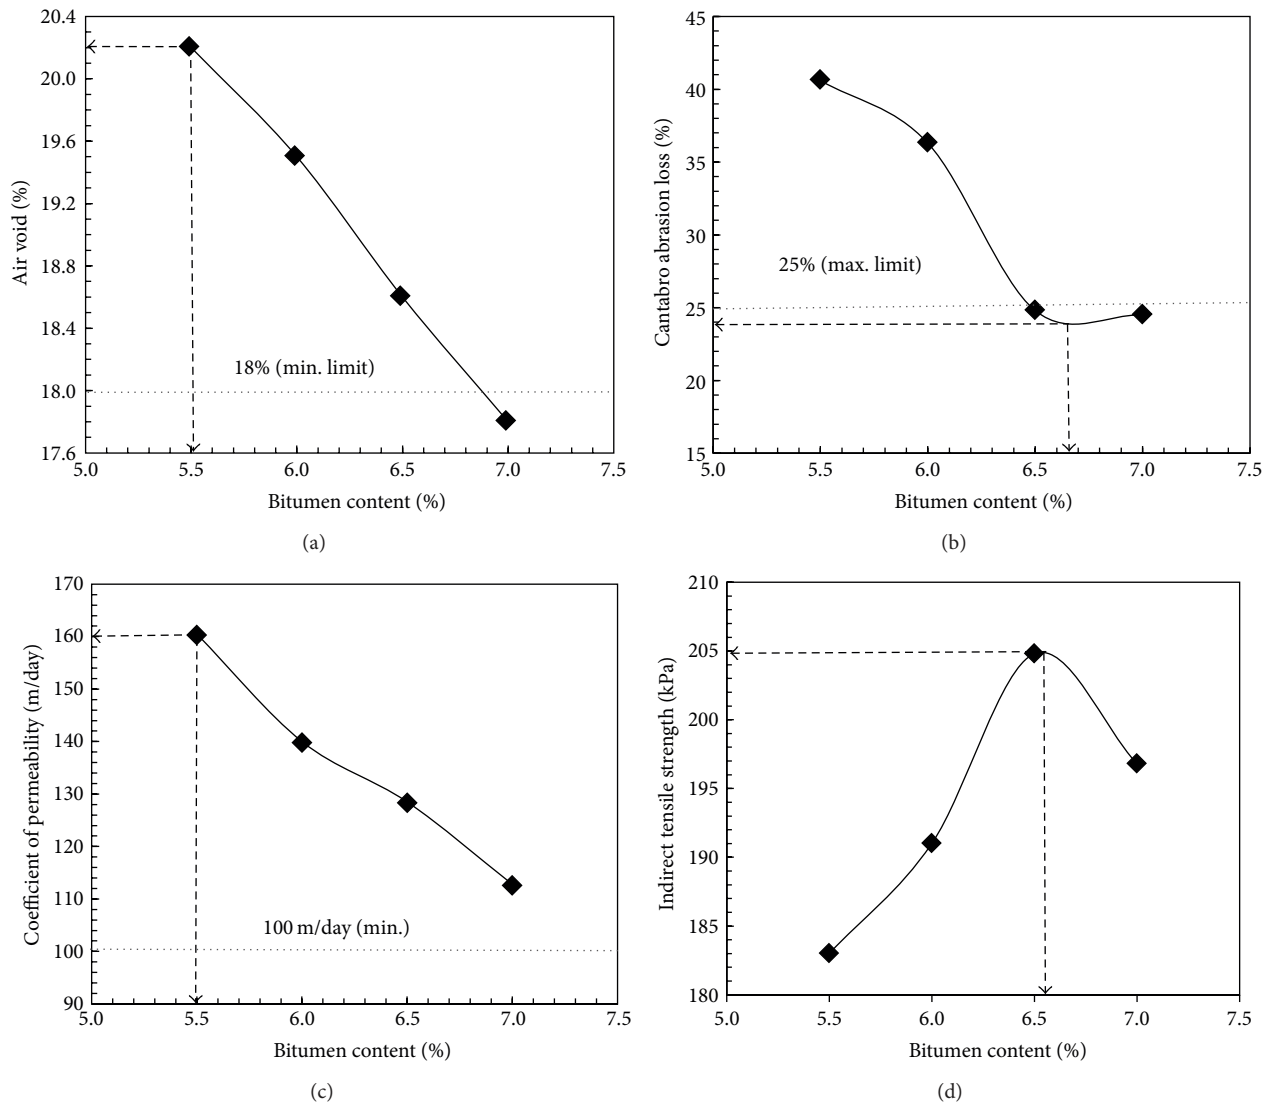 20.4
20.0
19.6
19.2
18.8
18.4
18.0
17.6
Air void (%)
18% (min. limit)
5.0 5.5 6.0 6.5 7.0 7.5
Bitumen content (%)
(a)
45
40
35
30
25
20
15
Cantabro abrasion loss (%)
25% (max. limit)
5.0 5.5 6.0 6.5 7.0 7.5
Bitumen content (%)
(b)
170
160
150
140
130
120
110
100
90
Coefficient of permeability (m/day)
100 m/day (min.)
5.0 5.5 6.0 6.5 7.0 7.5
Bitumen content (%)
(c)
210
205
200
195
190
185
180
Indirect tensile strength (kPa)
5.0 5.5 6.0 6.5 7.0 7.5
Bitumen content (%)
(d)